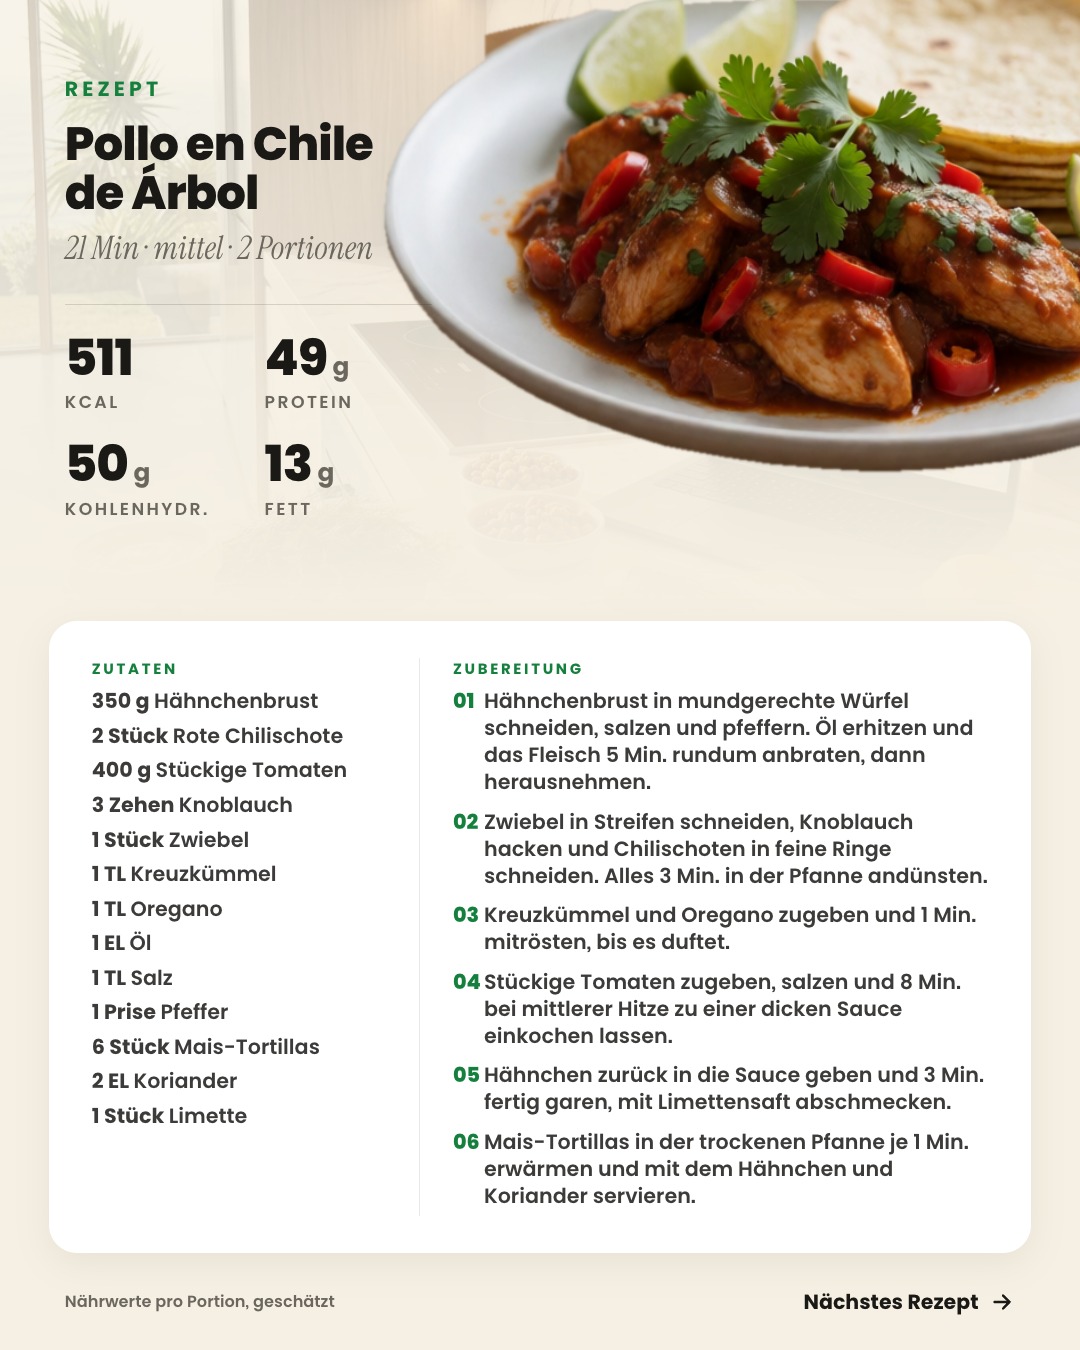 REZEPT
Pollo en Chile
de Árbol
21 Min · mittel · 2 Portionen
511
KCAL
49 g
PROTEIN
50 g
KOHLENHYDR.
13 g
FETT
ZUTATEN
350 g Hähnchenbrust
2 Stück Rote Chilischote
400 g Stückige Tomaten
3 Zehen Knoblauch
1 Stück Zwiebel
1 TL Kreuzkümmel
1 TL Oregano
1 EL Öl
1 TL Salz
1 Prise Pfeffer
6 Stück Mais-Tortillas
2 EL Koriander
1 Stück Limette
ZUBEREITUNG
01 Hähnchenbrust in mundgerechte Würfel
schneiden, salzen und pfeffern. Öl erhitzen und
das Fleisch 5 Min. rundum anbraten, dann
herausnehmen.
02 Zwiebel in Streifen schneiden, Knoblauch
hacken und Chilischoten in feine Ringe
schneiden. Alles 3 Min. in der Pfanne andünsten.
03 Kreuzkümmel und Oregano zugeben und 1 Min.
mitrösten, bis es duftet.
04 Stückige Tomaten zugeben, salzen und 8 Min.
bei mittlerer Hitze zu einer dicken Sauce
einkochen lassen.
05 Hähnchen zurück in die Sauce geben und 3 Min.
fertig garen, mit Limettensaft abschmecken.
06 Mais-Tortillas in der trockenen Pfanne je 1 Min.
erwärmen und mit dem Hähnchen und
Koriander servieren.
Nährwerte pro Portion, geschätzt
Nächstes Rezept →